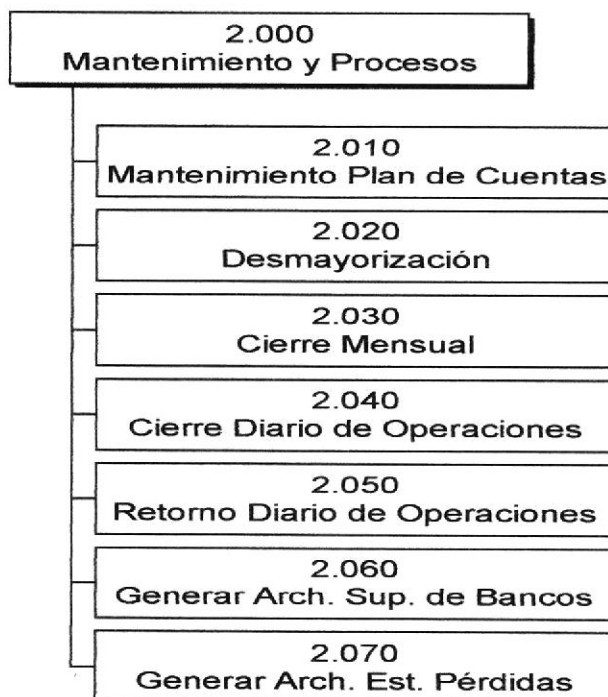 2.000
Mantenimiento y Procesos
2.010
Mantenimiento Plan de Cuentas
2.020
Desmayorización
2.030
Cierre Mensual
2.040
Cierre Diario de Operaciones
2.050
Retorno Diario de Operaciones
2.060
Generar Arch. Sup. de Bancos
2.070
Generar Arch. Est. Pérdidas